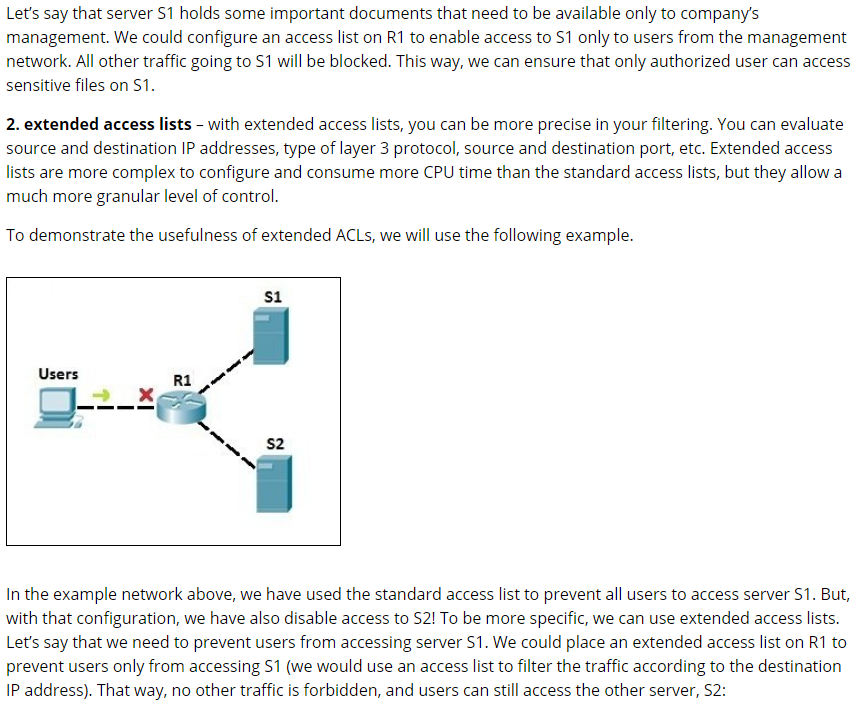 Let's say that server S1 holds some important documents that need to be available only to company's
management. We could configure an access list on R1 to enable access to S1 only to users from the management
network. All other traffic going to S1 will be blocked. This way, we can ensure that only authorized user can access
sensitive files on S1.
2. extended access lists – with extended access lists, you can be more precise in your filtering. You can evaluate
source and destination IP addresses, type of layer 3 protocol, source and destination port, etc. Extended access
lists are more complex to configure and consume more CPU time than the standard access lists, but they allow a
much more granular level of control.
To demonstrate the usefulness of extended ACLs, we will use the following example.
S1
Users
R1
S2
In the example network above, we have used the standard access list to prevent all users to access server S1. But,
with that configuration, we have also disable access to S2! To be more specific, we can use extended access lists.
Let's say that we need to prevent users from accessing server S1. We could place an extended access list on R1 to
prevent users only from accessing S1 (we would use an access list to filter the traffic according to the destination
IP address). That way, no other traffic is forbidden, and users can still access the other server, S2: